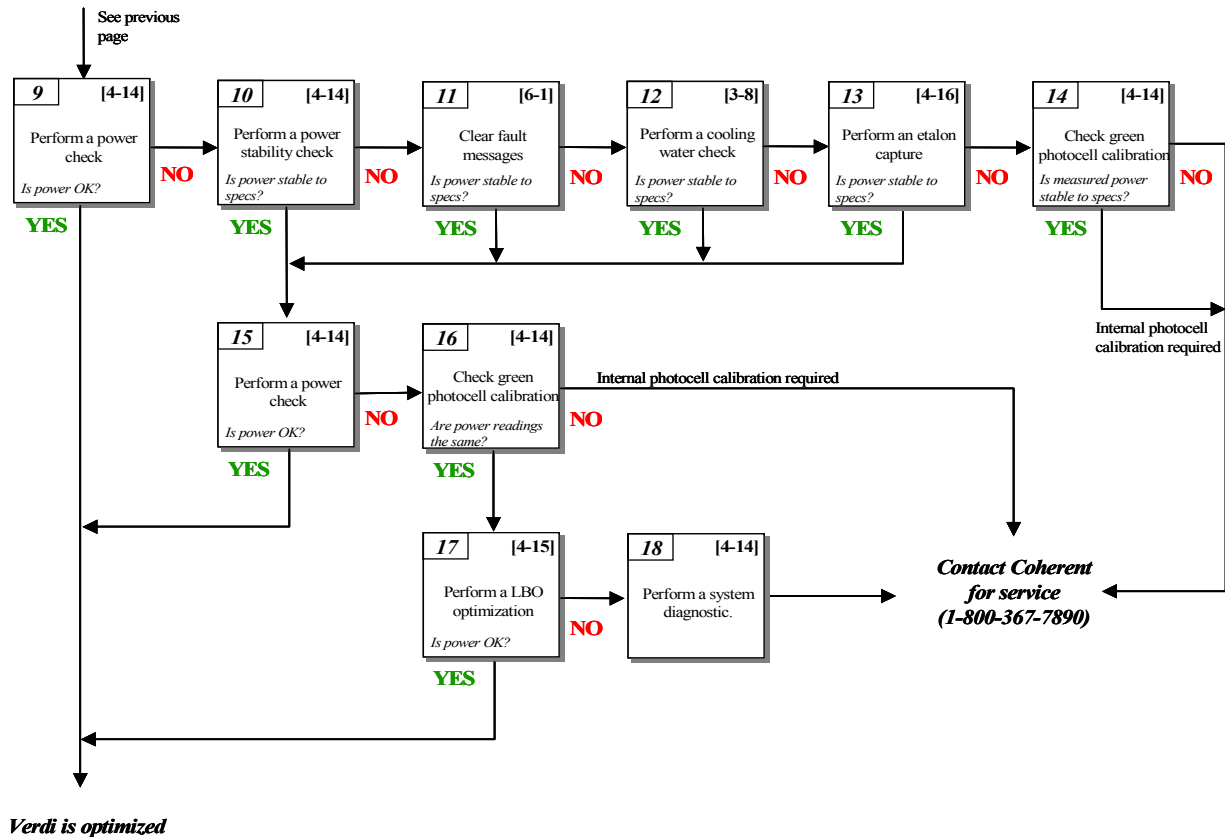 See previous
page
9 [4-14]
Perform a power
check
Is power OK?
NO
YES
10 [4-14]
Perform a power
stability check
Is power stable to
specs?
NO
YES
11 [6-1]
Clear fault
messages
Is power stable to
specs?
NO
YES
12 [3-8]
Perform a cooling
water check
Is power stable to
specs?
NO
YES
13 [4-16]
Perform an etalon
capture
Is power stable to
specs?
NO
YES
14 [4-14]
Check green
photocell calibration
Is measured power
stable to specs?
NO
YES
Internal photocell
calibration required
15 [4-14]
Perform a power
check
Is power OK?
NO
YES
16 [4-14]
Check green
photocell calibration
Are power readings
the same?
NO
YES
Internal photocell calibration required
17 [4-15]
Perform a LBO
optimization
Is power OK?
NO
YES
18 [4-14]
Perform a system
diagnostic.
Contact Coherent
for service
(1-800-367-7890)
Verdi is optimized